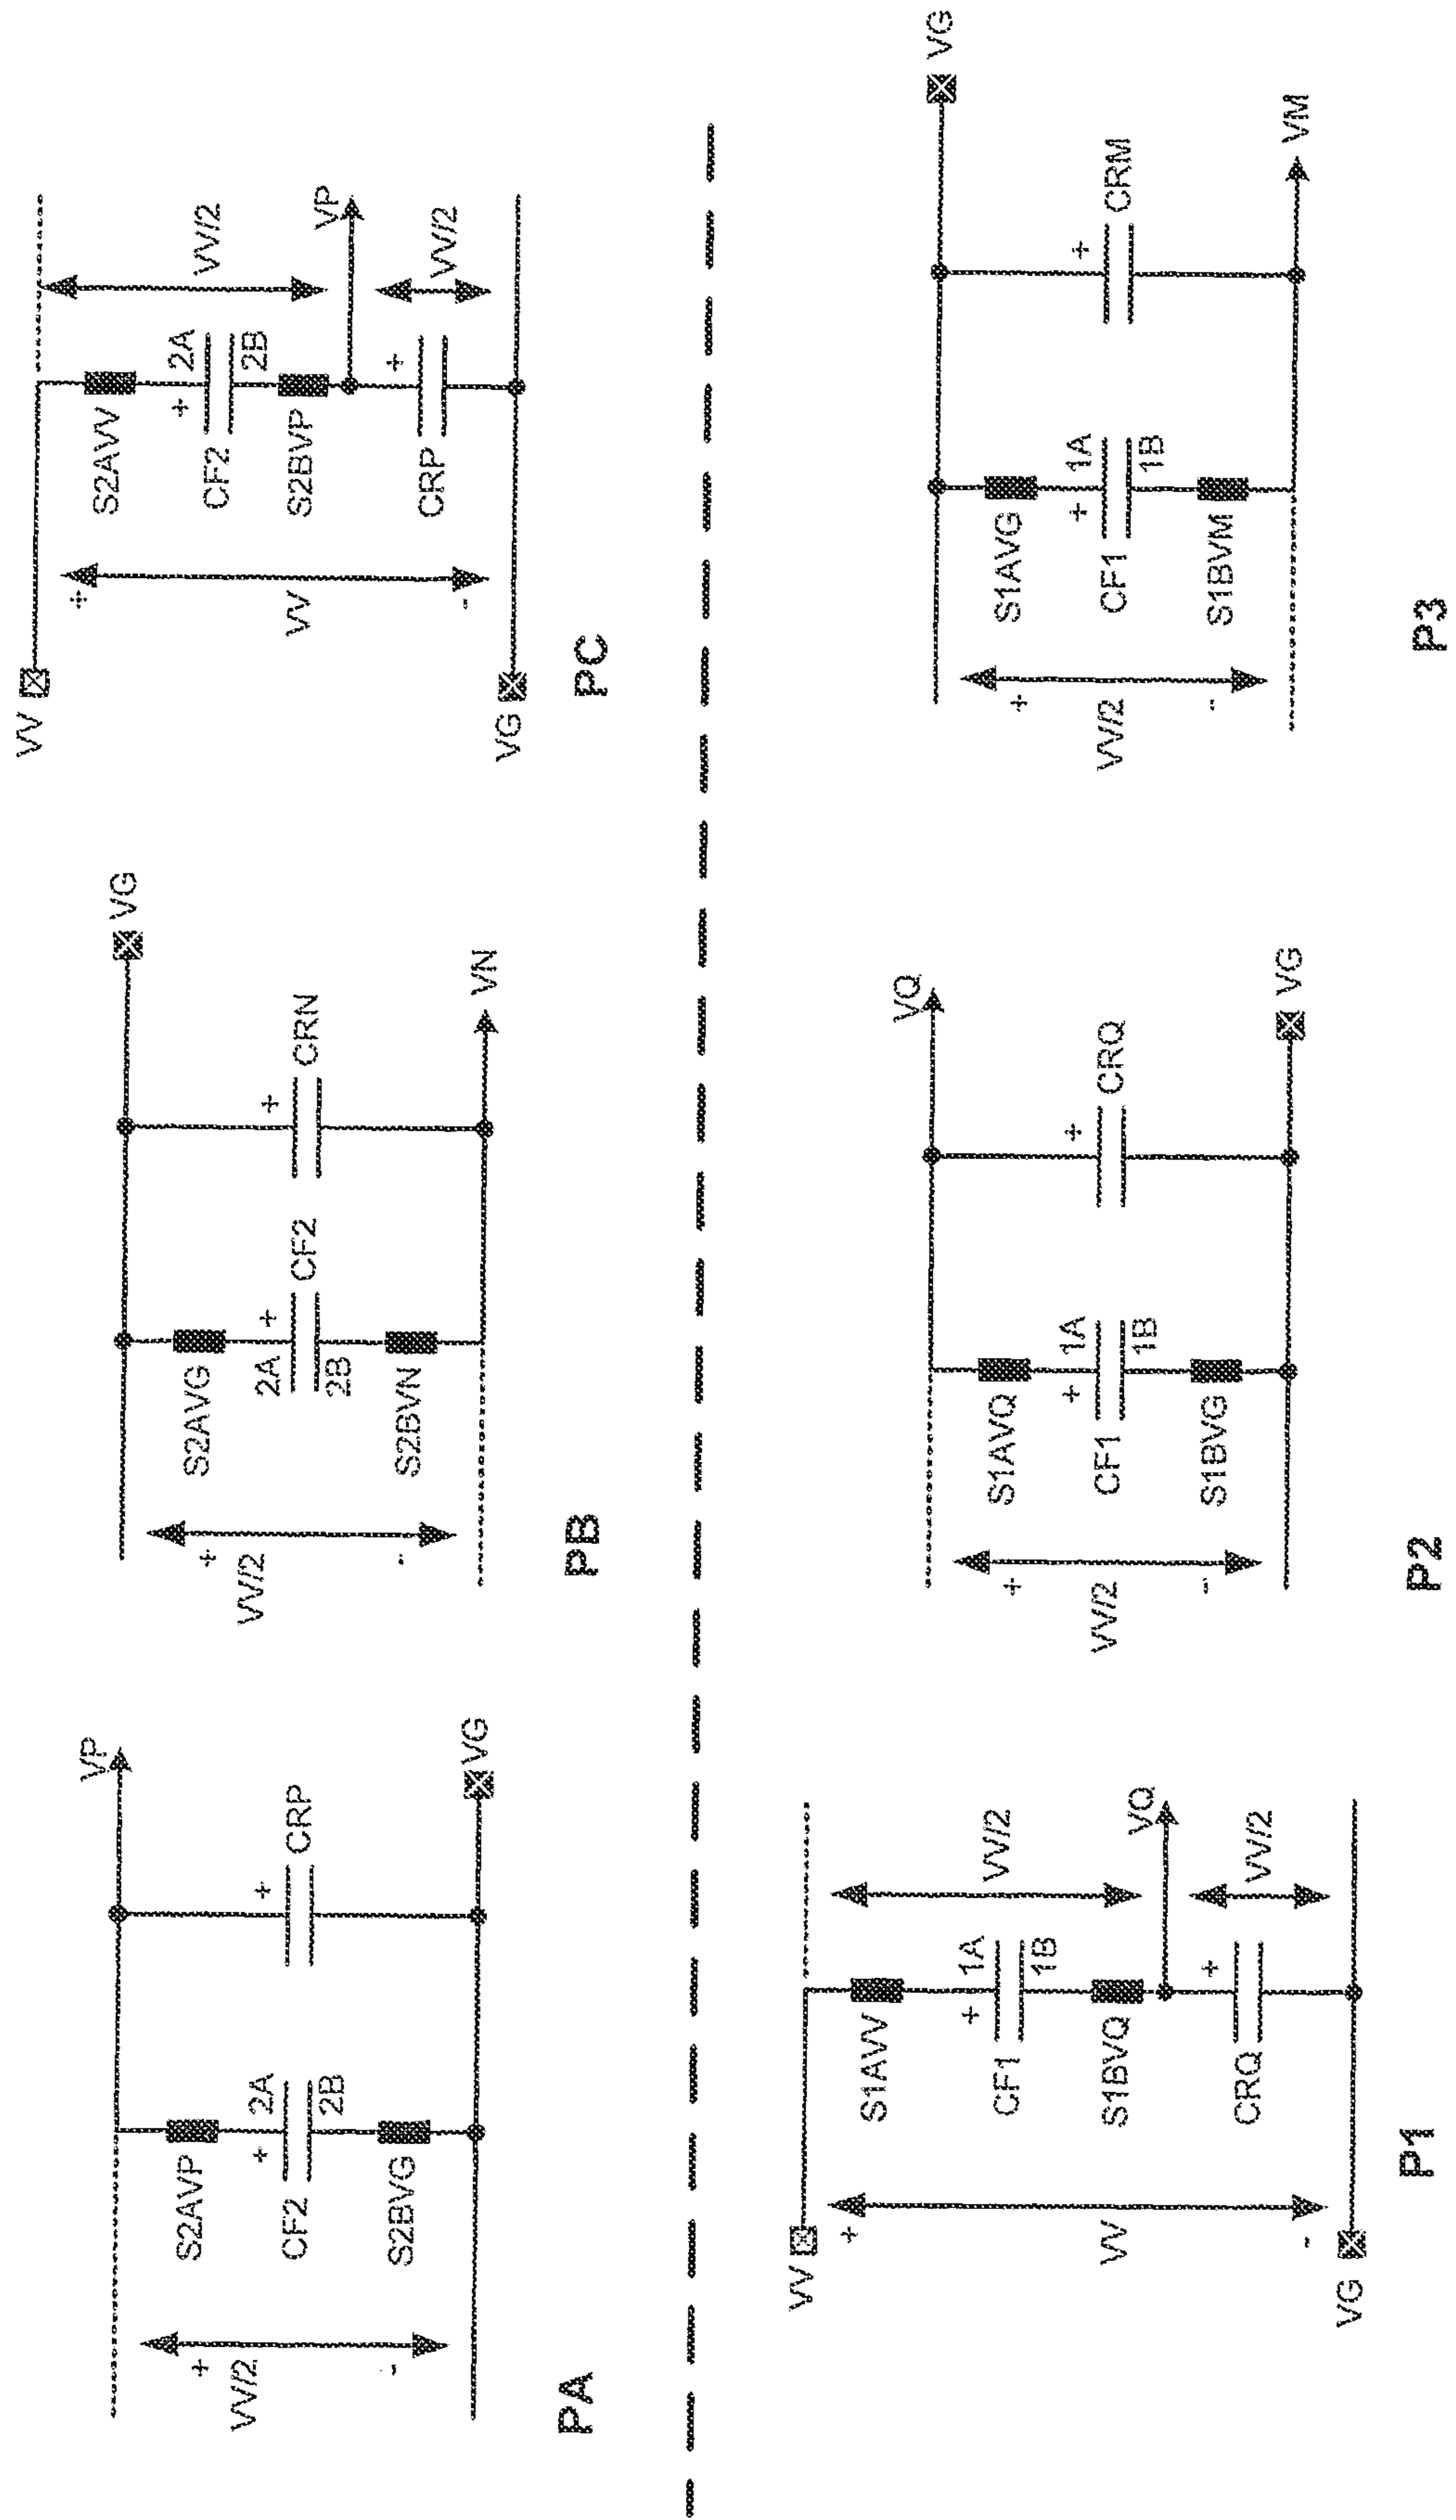 VP
S2AVP
+
2A
CF2
2B
S2BVG
+
CRP
+
VV/2
-
VG
PA
VG
S2AVG
+
2A
CF2
2B
S2BVN
+
CRN
+
VV/2
-
VN
PB
VV
+
VV
-
S2AVV
+
2A
CF2
2B
S2BVP
VV/2
VP
+
CRP
VV/2
VG
PC
VV
+
VV
-
S1AVV
+
1A
CF1
1B
S1BVQ
VV/2
VQ
+
CRQ
VV/2
VG
P1
VQ
S1AVQ
+
1A
CF1
1B
S1BVG
+
CRQ
+
VV/2
-
VG
P2
VG
S1AVG
+
1A
CF1
1B
S1BVM
+
CRM
+
VV/2
-
VM
P3